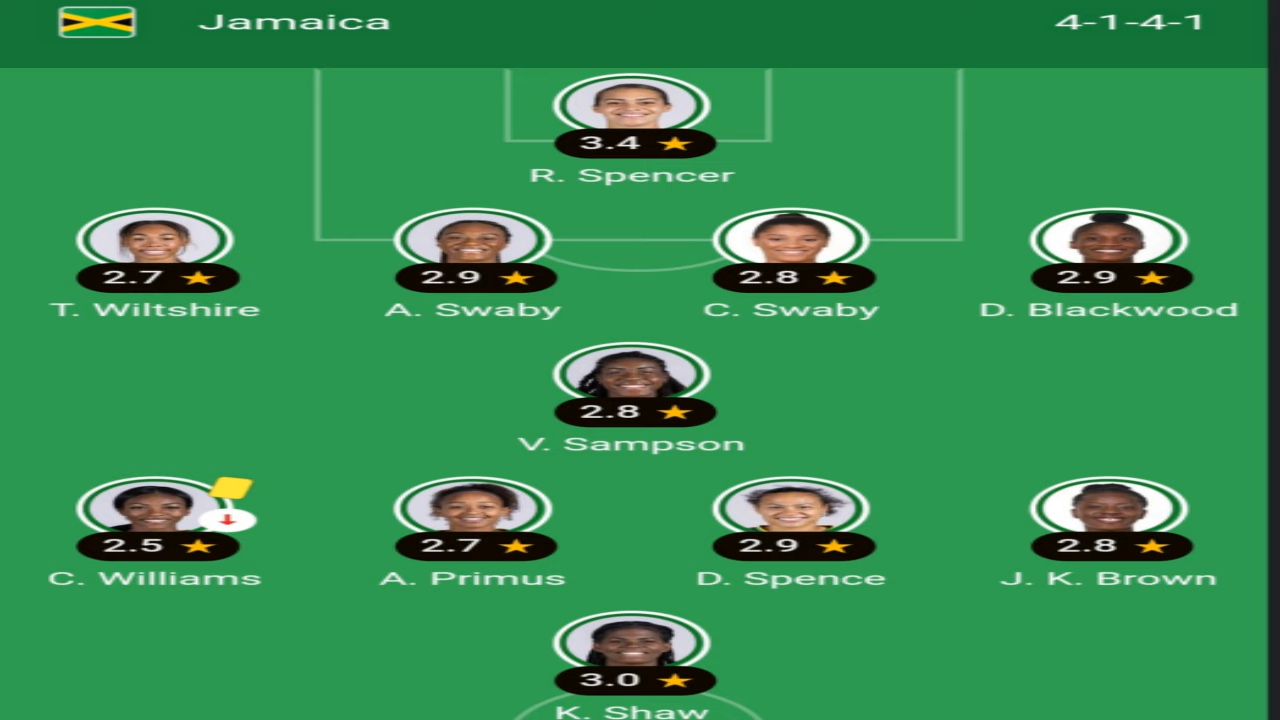 Jamaica 4-1-4-1
3.4
R. Spencer
2.7 2.9 2.8 2.9
T. Wiltshire A. Swaby C. Swaby D. Blackwood
2.8
V. Sampson
2.5 2.7 2.9 2.8
C. Williams A. Primus D. Spence J. K. Brown
3.0
K. Shaw